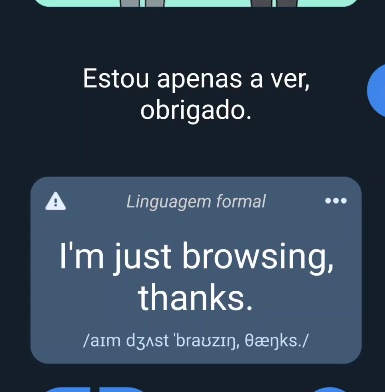 Estou apenas a ver,
obrigado.
Linguagem formal
I'm just browsing,
thanks.
/aɪm dʒʌst ˈbraʊzɪŋ, θæŋks./